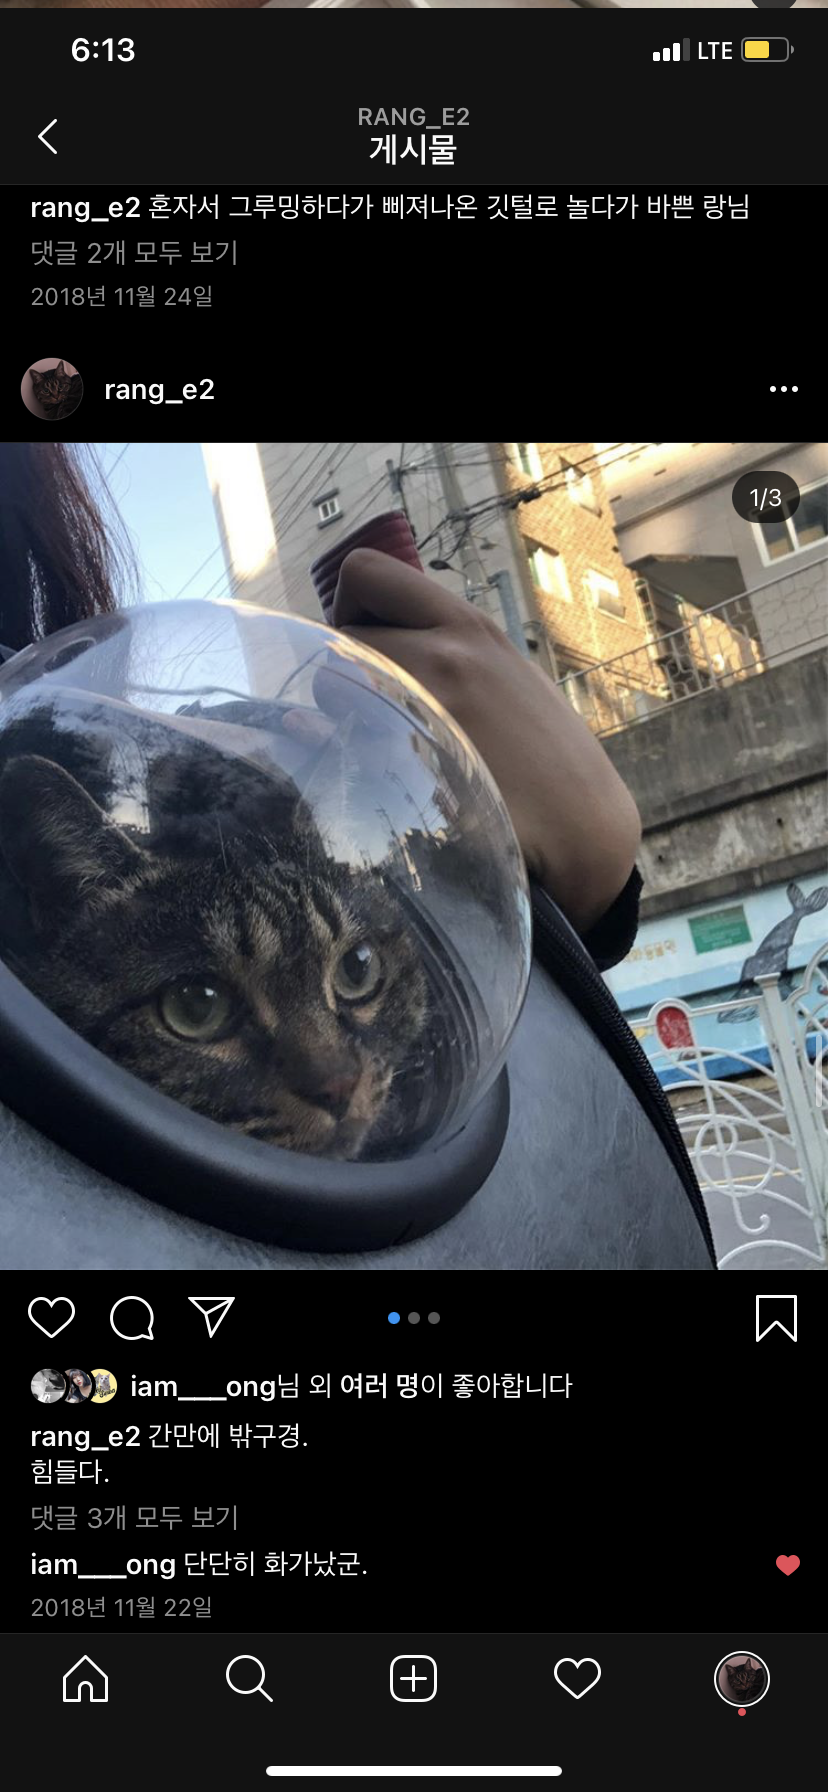 6:13
LTE
RANG_E2
게시물
rang_e2 혼자서 그루밍하다가 삐져나온 깃털로 놀다가 바쁜 랑님
댓글 2개 모두 보기
2018년 11월 24일
rang_e2
1/3
iam___ong님 외 여러 명이 좋아합니다
rang_e2 간만에 밖구경.
힘들다.
댓글 3개 모두 보기
iam___ong 단단히 화가났군.
2018년 11월 22일